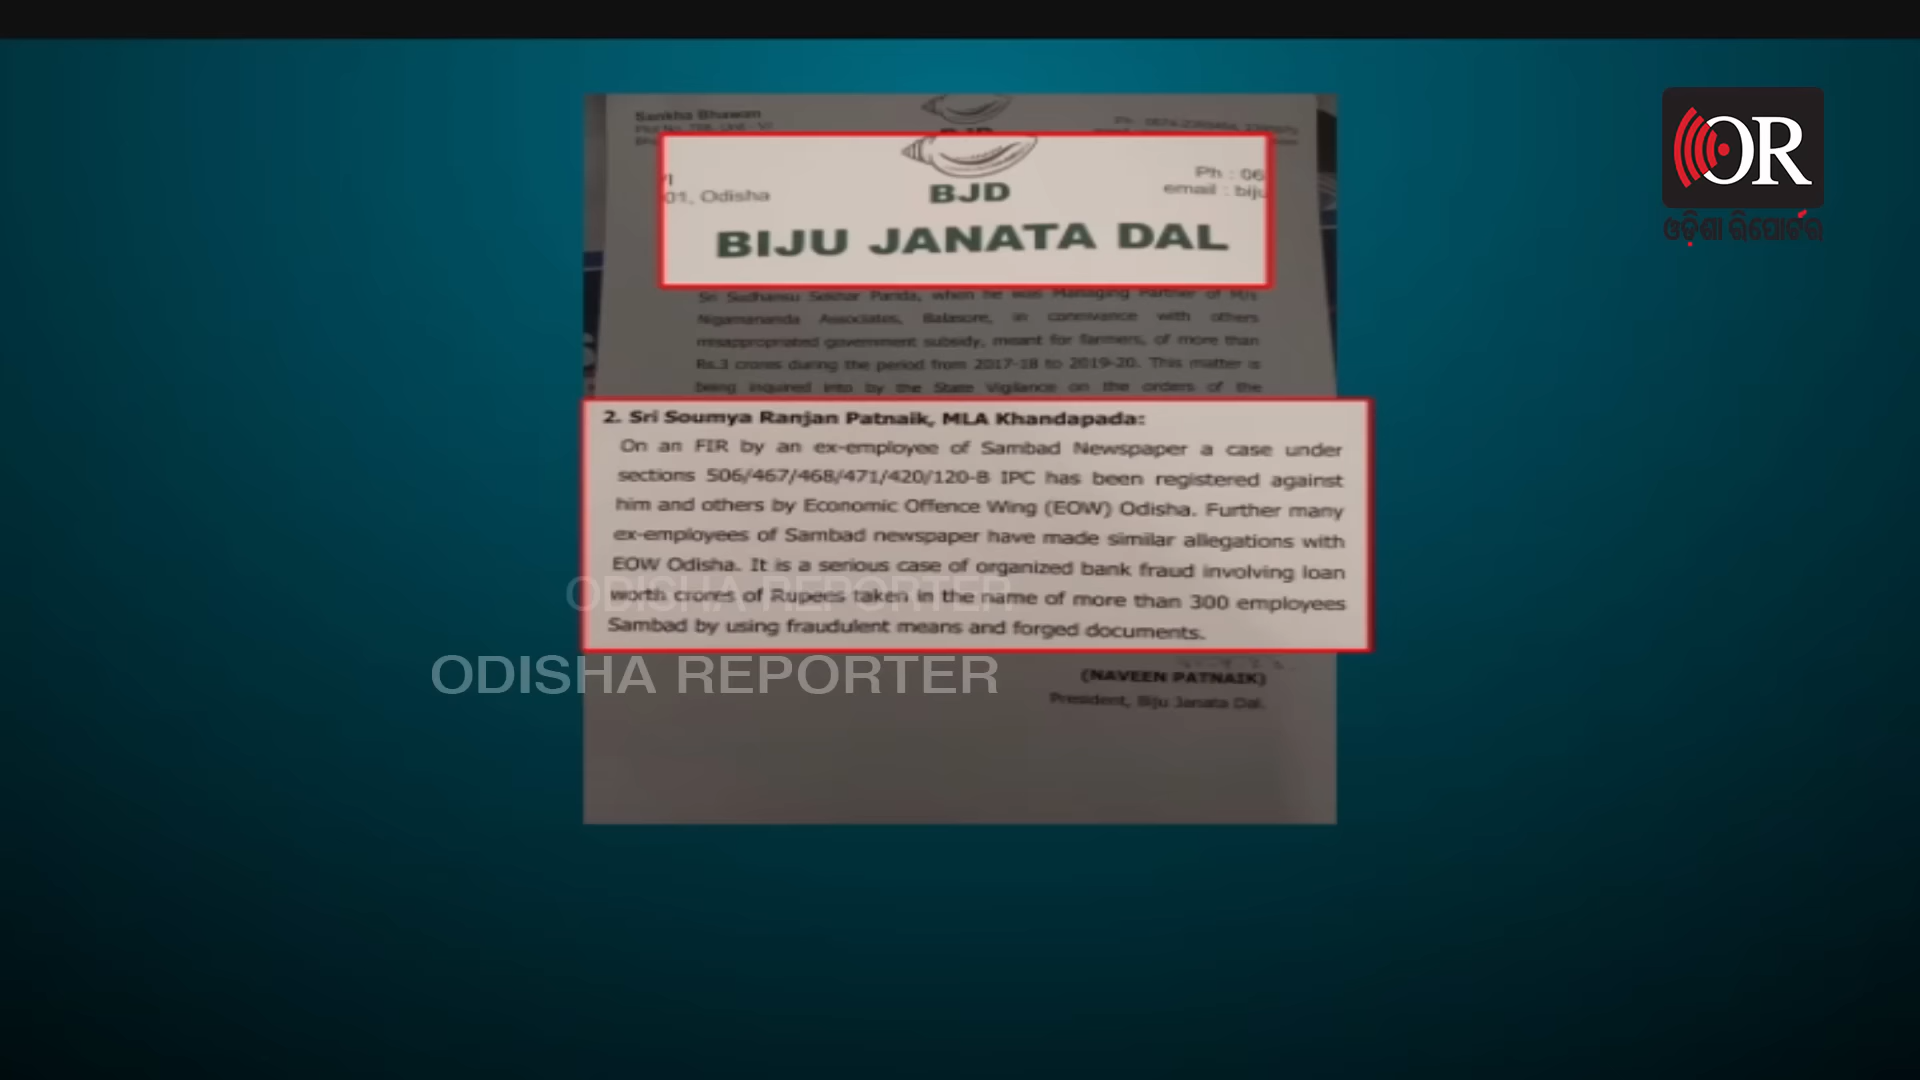 Sankha Bhawan
BJD
/I
01, Odisha
Ph : 06
email : biju
BJD
BIJU JANATA DAL
OR
ଓଡ଼ିଶା ରିପୋର୍ଟର
Sri Sudhansu Sekhar Panda, when he was Managing Partner of M/s
Nigamananda Associates, Balasore, in connivance with others
misappropriated government subsidy, meant for farmers, of more than
Rs.3 crores during the period from 2017-18 to 2019-20. This matter is
being inquired into by the State Vigilance on the orders of the
2. Sri Soumya Ranjan Patnaik, MLA Khandapada:
On an FIR by an ex-employee of Sambad Newspaper a case under
sections 506/467/468/471/420/120-B IPC has been registered against
him and others by Economic Offence Wing (EOW) Odisha. Further many
ex-employees of Sambad newspaper have made similar allegations with
EOW Odisha. It is a serious case of organized bank fraud involving loan
worth crores of Rupees taken in the name of more than 300 employees
Sambad by using fraudulent means and forged documents.
ODISHA REPORTER
ODISHA REPORTER
(NAVEEN PATNAIK)
President, Biju Janata Dal.